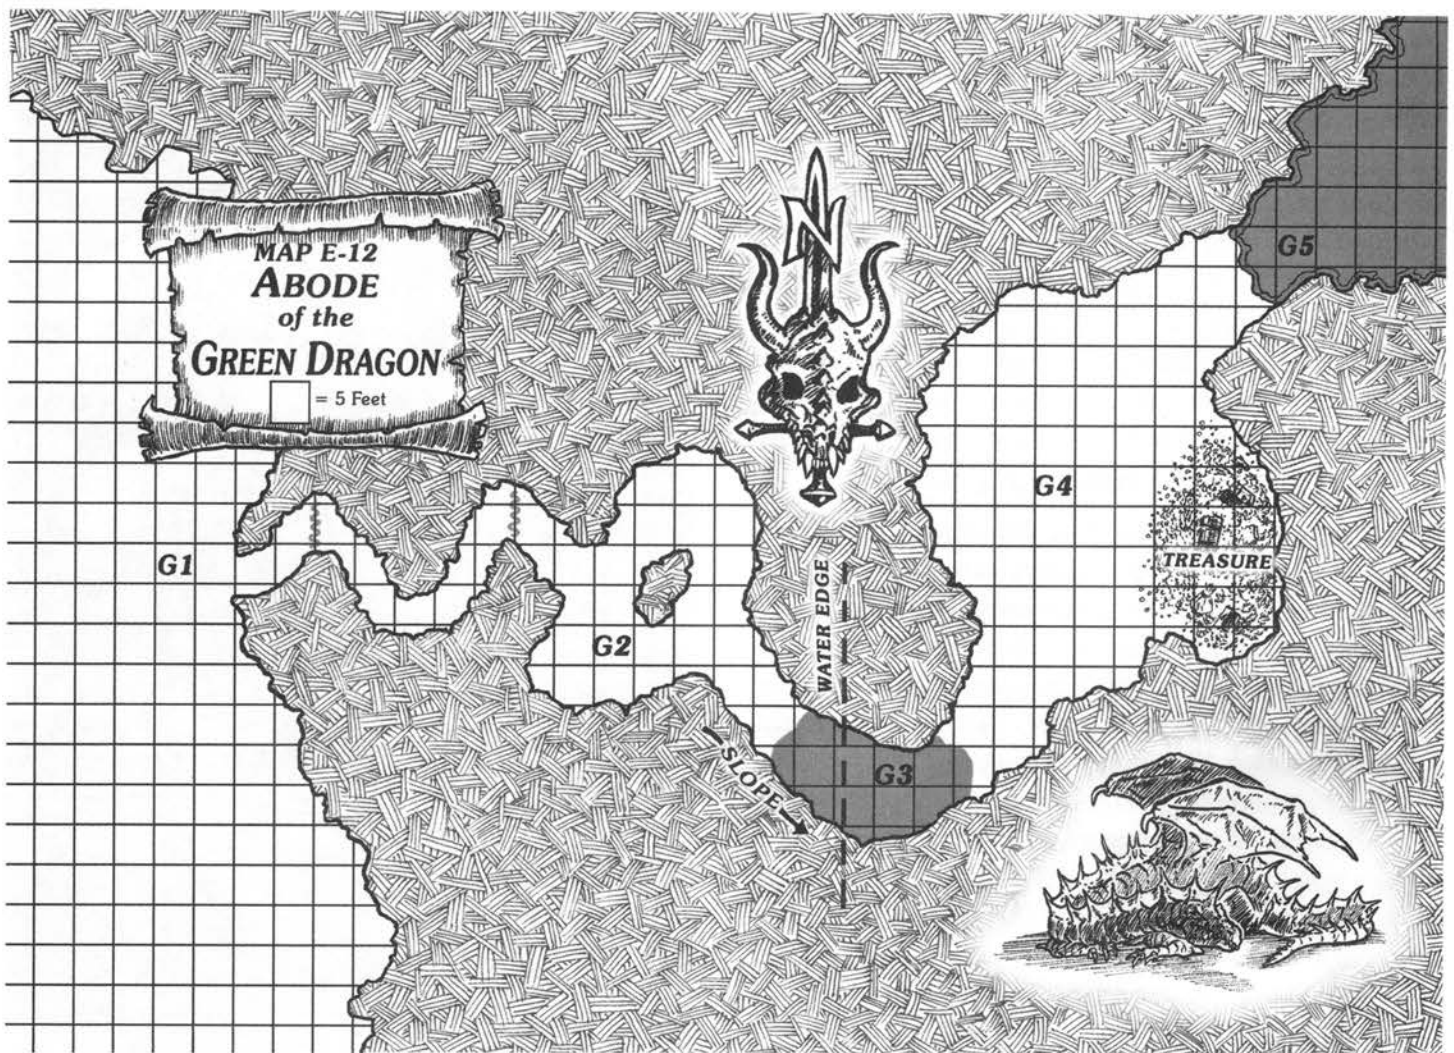 MAP E-12
ABODE
of the
GREEN DRAGON
= 5 Feet
N
G5
G4
G1
TREASURE
WATER EDGE
G2
SLOPE
G3